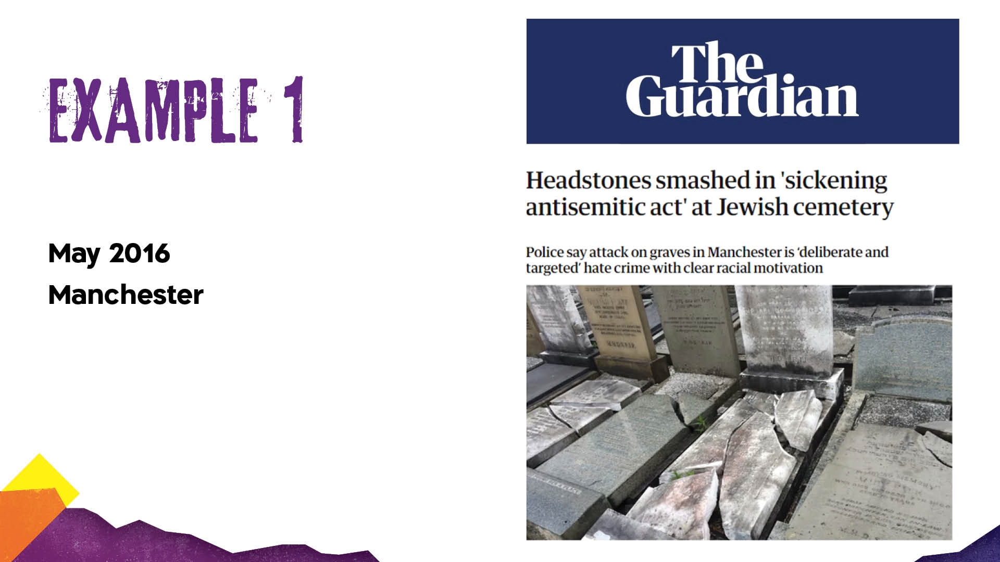 EXAMPLE 1
May 2016
Manchester
The
Guardian
Headstones smashed in 'sickening
antisemitic act' at Jewish cemetery
Police say attack on graves in Manchester is ‘deliberate and
targeted’ hate crime with clear racial motivation